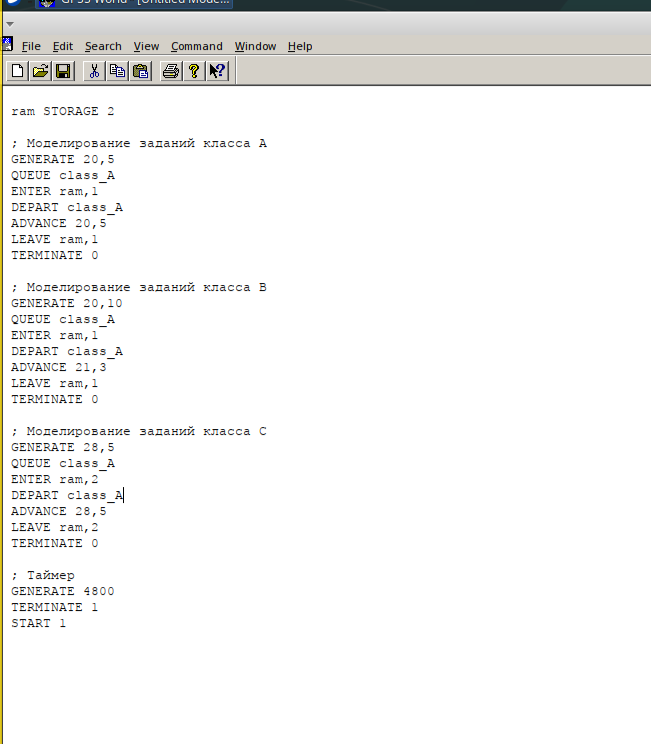 GPSS World - [Untitled Mode...
File Edit Search View Command Window Help
ram STORAGE 2
; Моделирование заданий класса A
GENERATE 20,5
QUEUE class_A
ENTER ram,1
DEPART class_A
ADVANCE 20,5
LEAVE ram,1
TERMINATE 0
; Моделирование заданий класса B
GENERATE 20,10
QUEUE class_A
ENTER ram,1
DEPART class_A
ADVANCE 21,3
LEAVE ram,1
TERMINATE 0
; Моделирование заданий класса C
GENERATE 28,5
QUEUE class_A
ENTER ram,2
DEPART class_A
ADVANCE 28,5
LEAVE ram,2
TERMINATE 0
; Таймер
GENERATE 4800
TERMINATE 1
START 1